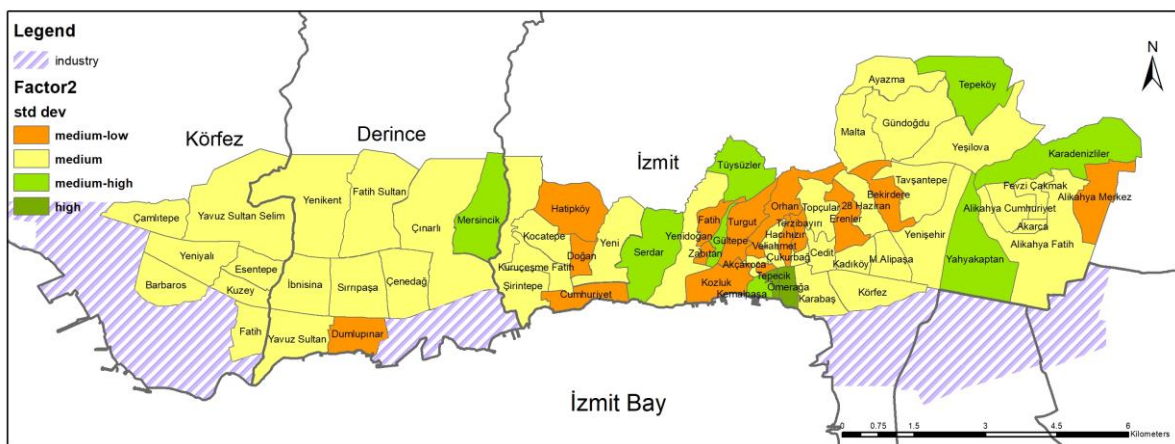 Legend
industry
Factor2
std dev
medium-low
medium
medium-high
high
N
Körfez
Derince
İzmit
İzmit Bay
Çamlıtepe
Yavuz Sultan Selim
Yeniyalı
Esentepe
Barbaros
Kuzey
Fatih
Yenikent
Fatih Sultan
Çınarlı
Mersincik
İbnisina
Sırrıpaşa
Çenedağ
Yavuz Sultan
Dumlupınar
Hatipköy
Kocatepe
Doğan
Yeni
Kuruçeşme Fatih
Şirintepe
Cumhuriyet
Serdar
Tüysüzler
Fatih
Turgut
Yenidoğan
Gültepe
Zabıtan
Orhan
Topçular
Terzibayırı
Erenler
28 Haziran
Bekirdere
Hacıhızır
Veliahmet
Çukurbağ
Akçakoca
Cedit
Kadıköy
M.Alipaşa
Kozluk
Tepecik
Kemalpaşa
Ömerağa
Karabaş
Körfez
Ayazma
Tepeköy
Malta
Gündoğdu
Yeşilova
Tavşantepe
Yenişehir
Karadenizliler
Fevzi Çakmak
Alikahya Merkez
Alikahya Cumhuriyet
Akarca
Alikahya Fatih
Yahyakaptan
0 0.75 1.5 3 4.5 6
Kilometers